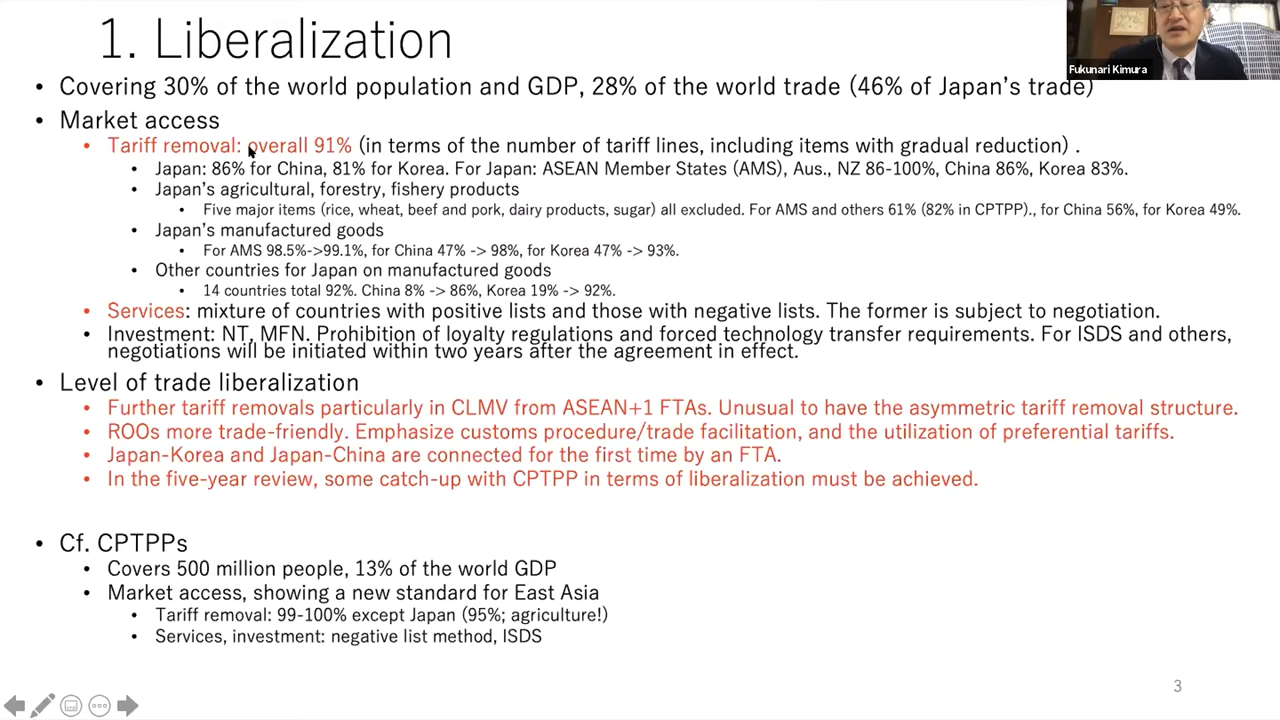 1. Liberalization
Fukunari Kimura
• Covering 30% of the world population and GDP, 28% of the world trade (46% of Japan's trade)
• Market access
• Tariff removal: overall 91% (in terms of the number of tariff lines, including items with gradual reduction) .
• Japan: 86% for China, 81% for Korea. For Japan: ASEAN Member States (AMS), Aus., NZ 86-100%, China 86%, Korea 83%.
• Japan's agricultural, forestry, fishery products
• Five major items (rice, wheat, beef and pork, dairy products, sugar) all excluded. For AMS and others 61% (82% in CPTPP)., for China 56%, for Korea 49%.
• Japan's manufactured goods
• For AMS 98.5%->99.1%, for China 47% -> 98%, for Korea 47% -> 93%.
• Other countries for Japan on manufactured goods
• 14 countries total 92%. China 8% -> 86%, Korea 19% -> 92%.
• Services: mixture of countries with positive lists and those with negative lists. The former is subject to negotiation.
• Investment: NT, MFN. Prohibition of loyalty regulations and forced technology transfer requirements. For ISDS and others,
negotiations will be initiated within two years after the agreement in effect.
• Level of trade liberalization
• Further tariff removals particularly in CLMV from ASEAN+1 FTAs. Unusual to have the asymmetric tariff removal structure.
• ROOs more trade-friendly. Emphasize customs procedure/trade facilitation, and the utilization of preferential tariffs.
• Japan-Korea and Japan-China are connected for the first time by an FTA.
• In the five-year review, some catch-up with CPTPP in terms of liberalization must be achieved.
• Cf. CPTPPs
• Covers 500 million people, 13% of the world GDP
• Market access, showing a new standard for East Asia
• Tariff removal: 99-100% except Japan (95%; agriculture!)
• Services, investment: negative list method, ISDS
3